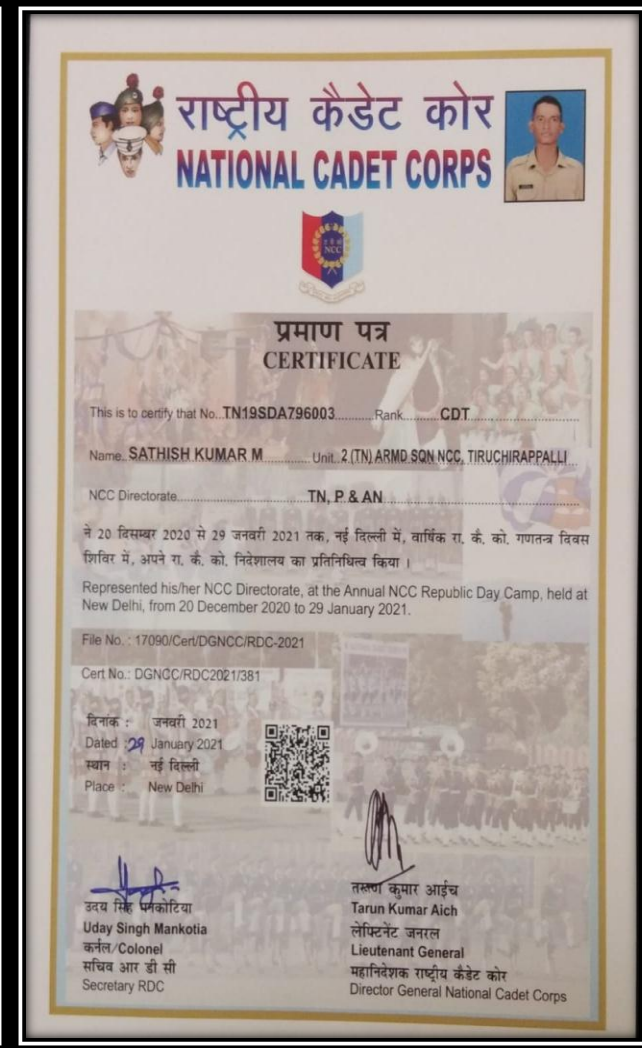 राष्ट्रीय कैडेट कोर
NATIONAL CADET CORPS
रा कै को
NCC
प्रमाण पत्र
CERTIFICATE
This is to certify that No...TN19SDA796003............Rank..........CDT..........................
Name..SATHISH KUMAR M.............Unit..2 (TN) ARMD SQN NCC, TIRUCHIRAPPALLI
NCC Directorate..............................TN, P & AN..............................
ने 20 दिसम्बर 2020 से 29 जनवरी 2021 तक, नई दिल्ली में, वार्षिक रा. कै. को. गणतन्त्र दिवस
शिविर में, अपने रा. कै. को. निदेशालय का प्रतिनिधित्व किया ।
Represented his/her NCC Directorate, at the Annual NCC Republic Day Camp, held at
New Delhi, from 20 December 2020 to 29 January 2021.
File No. : 17090/Cert/DGNCC/RDC-2021
Cert No.: DGNCC/RDC2021/381
दिनांक : जनवरी 2021
Dated :29 January 2021
स्थान : नई दिल्ली
Place : New Delhi
उदय सिंह मनकोटिया
Uday Singh Mankotia
कर्नल/Colonel
सचिव आर डी सी
Secretary RDC
तरूण कुमार आईच
Tarun Kumar Aich
लेफ्टिनेंट जनरल
Lieutenant General
महानिदेशक राष्ट्रीय कैडेट कोर
Director General National Cadet Corps